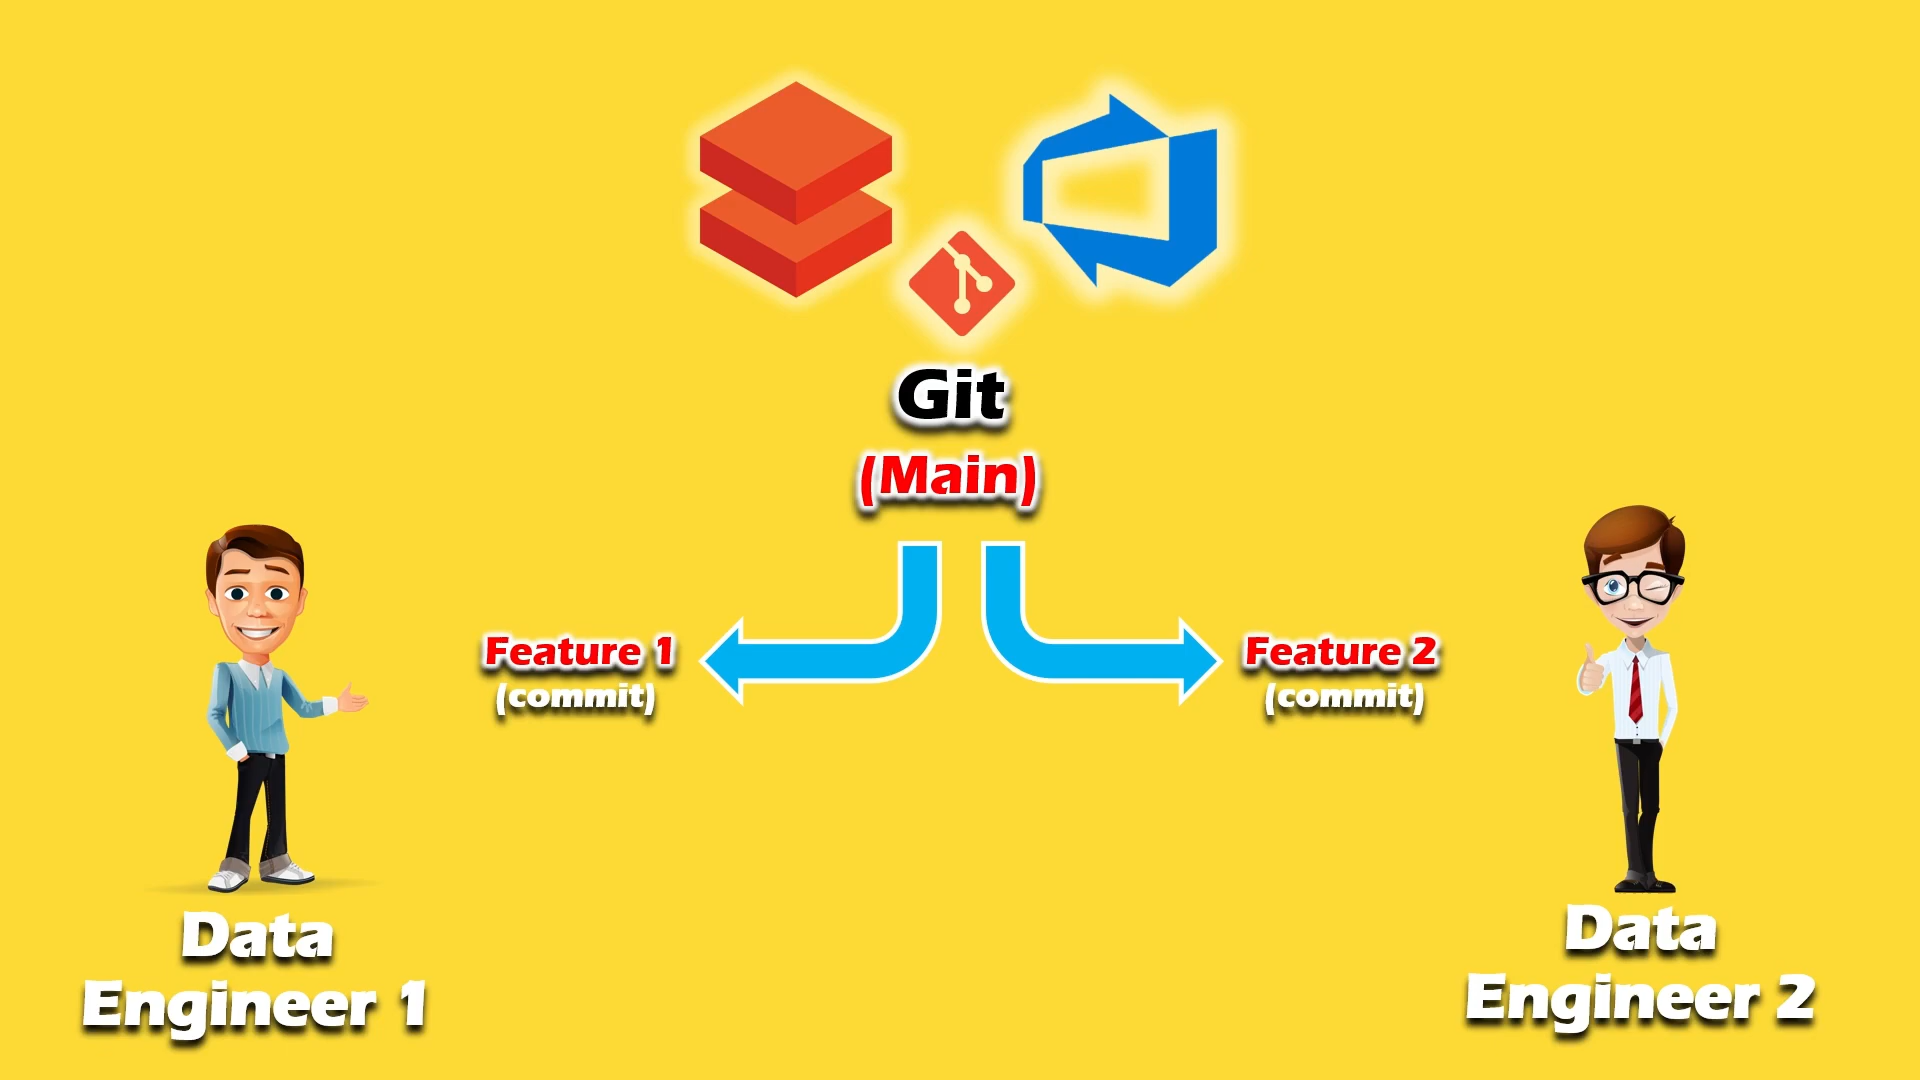 Git
(Main)
Feature 1
(commit)
Feature 2
(commit)
Data
Engineer 1
Data
Engineer 2